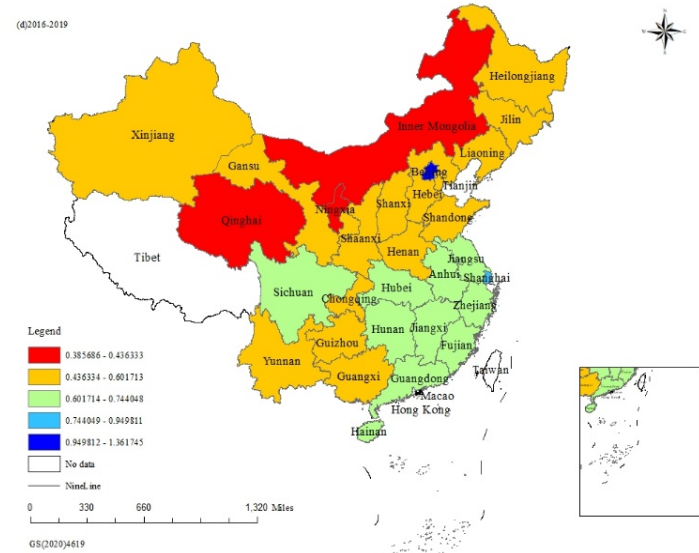 (d)2016-2019
N
W
E
S
Heilongjiang
Jilin
Xinjiang
Inner Mongolia
Liaoning
Gansu
Beijing
Tianjin
Hebei
Shanxi
Ningxia
Shandong
Qinghai
Shaanxi
Henan
Tibet
Jiangsu
Anhui
Shanghai
Sichuan
Hubei
Chongqing
Zhejiang
Hunan
Jiangxi
Guizhou
Fujian
Yunnan
Guangxi
Guangdong
Taiwan
Macao
Hong Kong
Hainan
Legend
0.385686 - 0.436333
0.436334 - 0.601713
0.601714 - 0.744048
0.744049 - 0.949811
0.949812 - 1.361745
No data
NineLine
0 330 660 1,320 Miles
GS(2020)4619